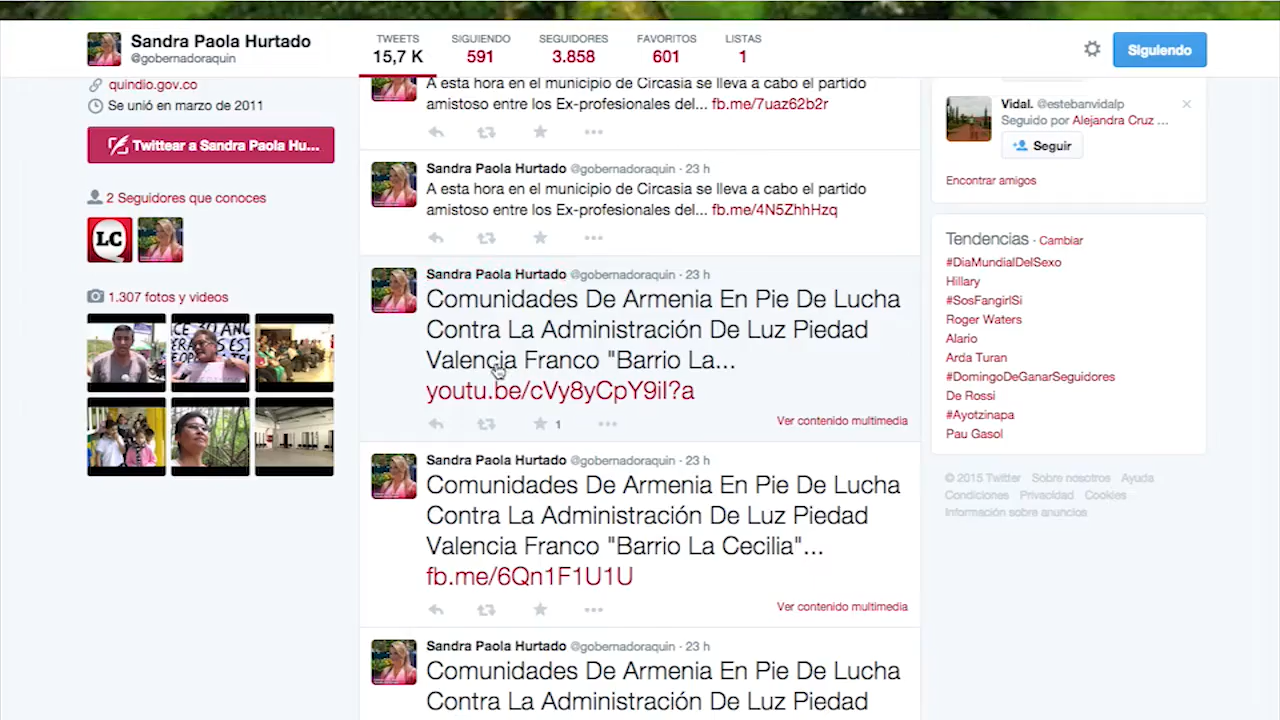 Sandra Paola Hurtado
@gobernadoraquin
TWEETS
15,7 K
SIGUIENDO
591
SEGUIDORES
3.858
FAVORITOS
601
LISTAS
1
Siguiendo
quindio.gov.co
Se unió en marzo de 2011
Twittear a Sandra Paola Hu...
2 Seguidores que conoces
LC
1.307 fotos y videos
A esta hora en el municipio de Circasia se lleva a cabo el partido
amistoso entre los Ex-profesionales del... fb.me/7uaz62b2r
Sandra Paola Hurtado @gobernadoraquin · 23 h
A esta hora en el municipio de Circasia se lleva a cabo el partido
amistoso entre los Ex-profesionales del... fb.me/4N5ZhhHzq
Sandra Paola Hurtado @gobernadoraquin · 23 h
Comunidades De Armenia En Pie De Lucha
Contra La Administración De Luz Piedad
Valencia Franco "Barrio La...
youtu.be/cVy8yCpY9iI?a
1
Ver contenido multimedia
Sandra Paola Hurtado @gobernadoraquin · 23 h
Comunidades De Armenia En Pie De Lucha
Contra La Administración De Luz Piedad
Valencia Franco "Barrio La Cecilia"...
fb.me/6Qn1F1U1U
Ver contenido multimedia
Sandra Paola Hurtado @gobernadoraquin · 23 h
Comunidades De Armenia En Pie De Lucha
Contra La Administración De Luz Piedad
Vidal. @estebanvidalp
Seguido por Alejandra Cruz ...
Seguir
Encontrar amigos
Tendencias · Cambiar
#DiaMundialDelSexo
Hillary
#SosFangirlSi
Roger Waters
Alario
Arda Turan
#DomingoDeGanarSeguidores
De Rossi
#Ayotzinapa
Pau Gasol
© 2015 Twitter Sobre nosotros Ayuda
Condiciones Privacidad Cookies
Información sobre anuncios